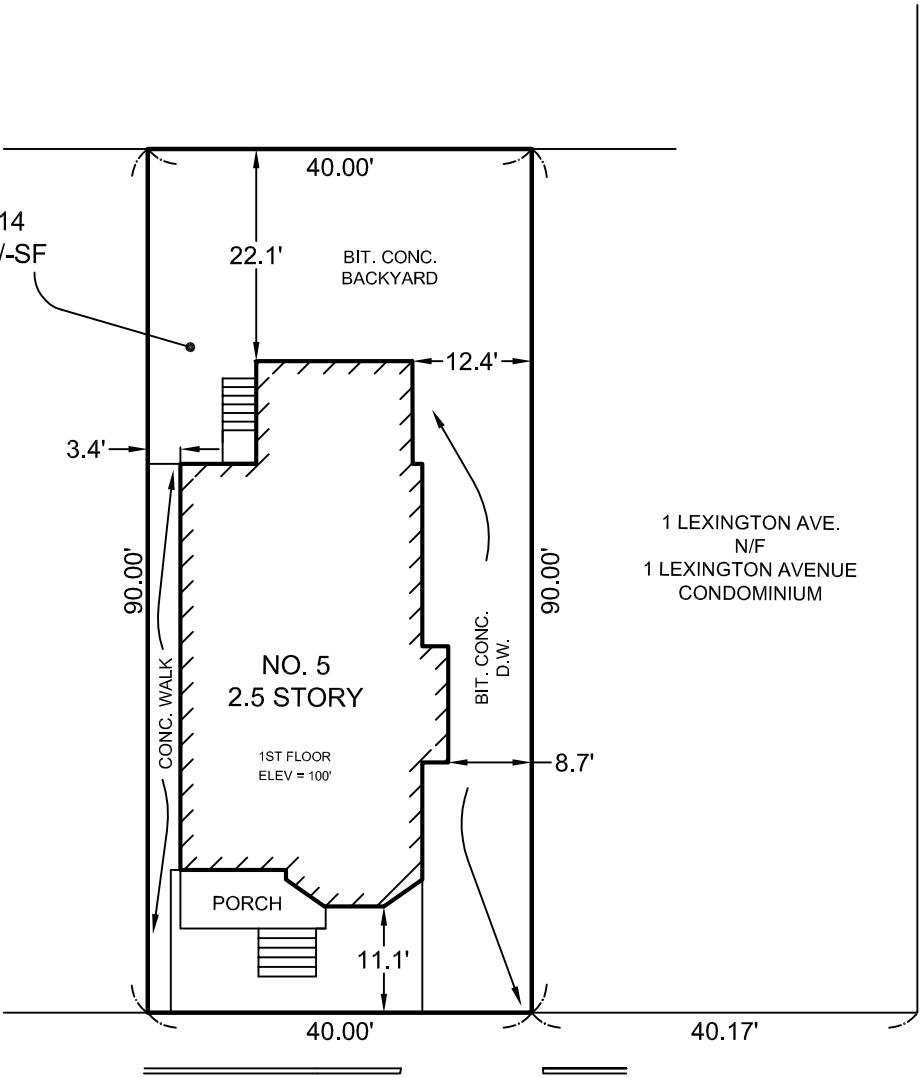 40.00'
14
/-SF
22.1'
BIT. CONC.
BACKYARD
12.4'
3.4'
90.00'
CONC. WALK
NO. 5
2.5 STORY
1ST FLOOR
ELEV = 100'
BIT. CONC.
D.W.
90.00'
1 LEXINGTON AVE.
N/F
1 LEXINGTON AVENUE
CONDOMINIUM
8.7'
PORCH
11.1'
40.00'
40.17'